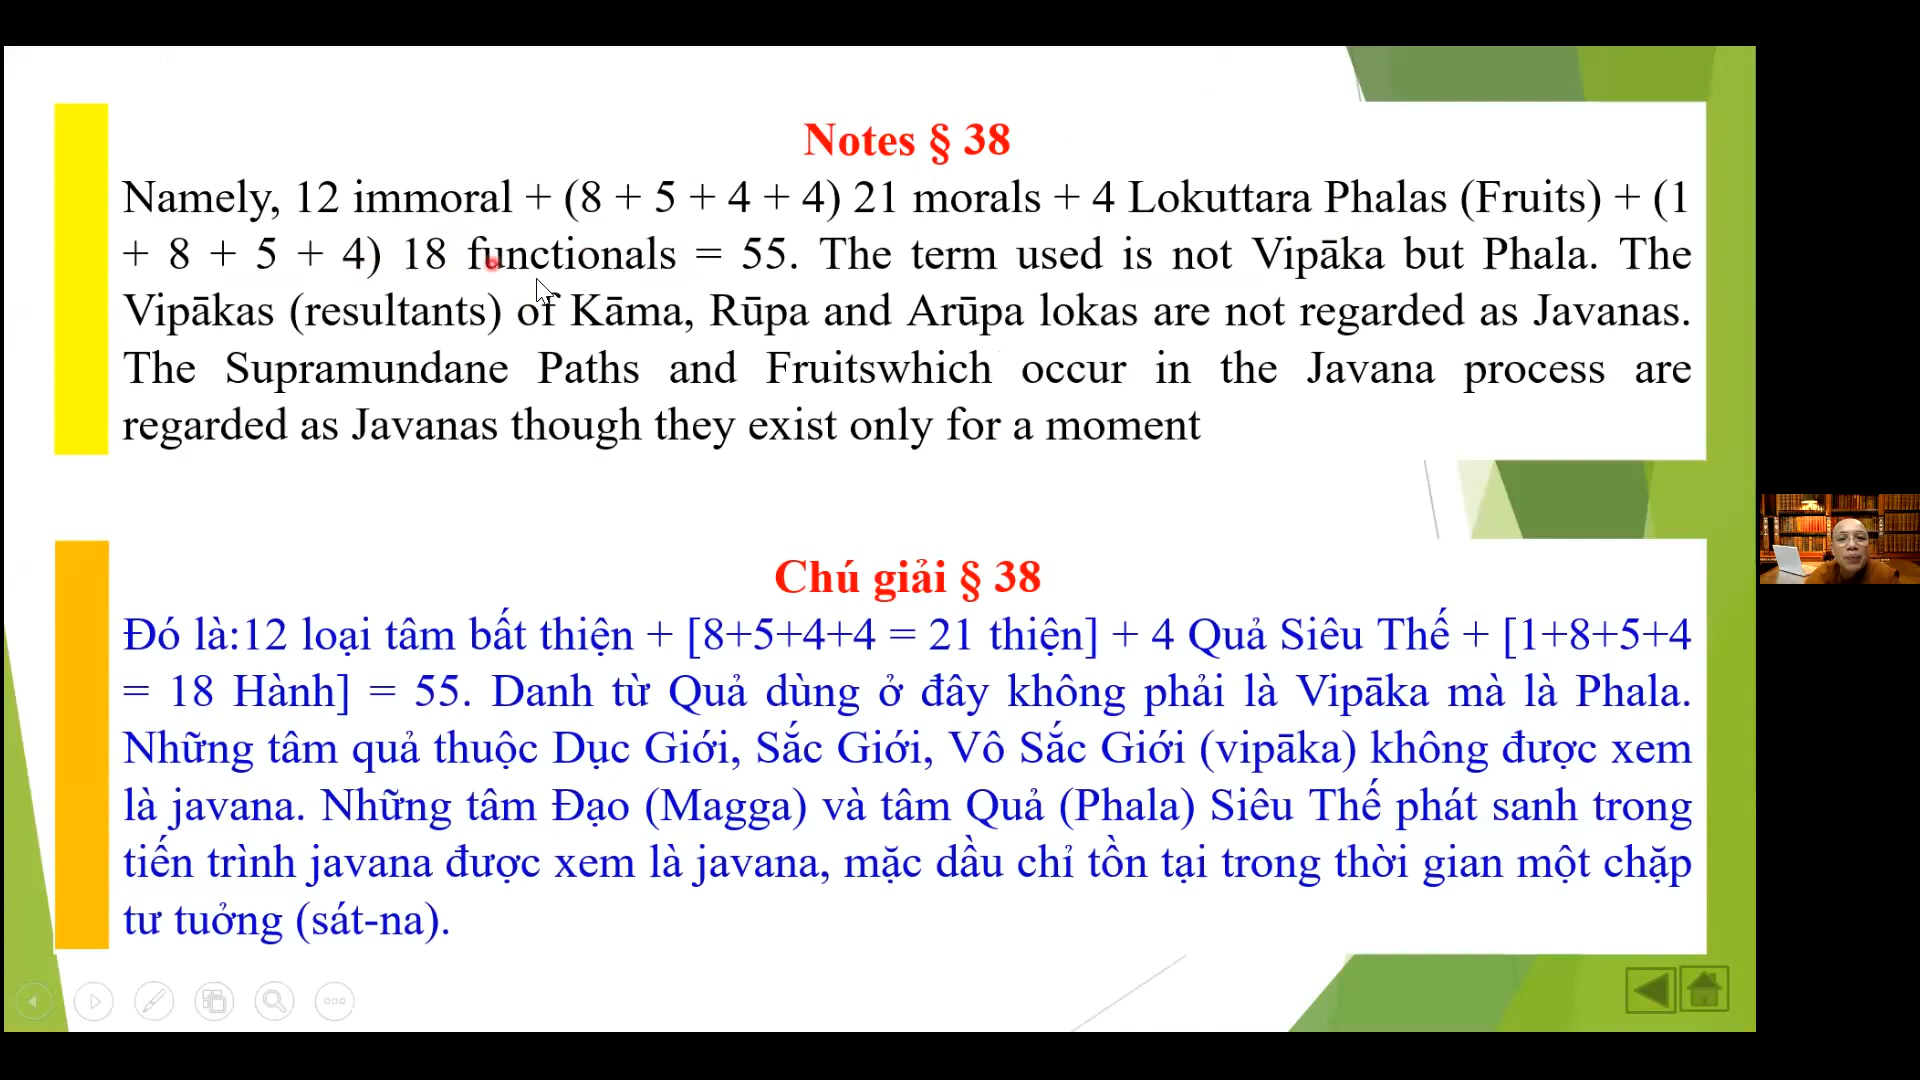 Notes § 38
Namely, 12 immoral + (8 + 5 + 4 + 4) 21 morals + 4 Lokuttara Phalas (Fruits) + (1
+ 8 + 5 + 4) 18 functionals = 55. The term used is not Vipāka but Phala. The
Vipākas (resultants) of Kāma, Rūpa and Arūpa lokas are not regarded as Javanas.
The Supramundane Paths and Fruitswhich occur in the Javana process are
regarded as Javanas though they exist only for a moment
Chú giải § 38
Đó là:12 loại tâm bất thiện + [8+5+4+4 = 21 thiện] + 4 Quả Siêu Thế + [1+8+5+4
= 18 Hành] = 55. Danh từ Quả dùng ở đây không phải là Vipāka mà là Phala.
Những tâm quả thuộc Dục Giới, Sắc Giới, Vô Sắc Giới (vipāka) không được xem
là javana. Những tâm Đạo (Magga) và tâm Quả (Phala) Siêu Thế phát sanh trong
tiến trình javana được xem là javana, mặc dầu chỉ tồn tại trong thời gian một chặp
tư tuởng (sát-na).